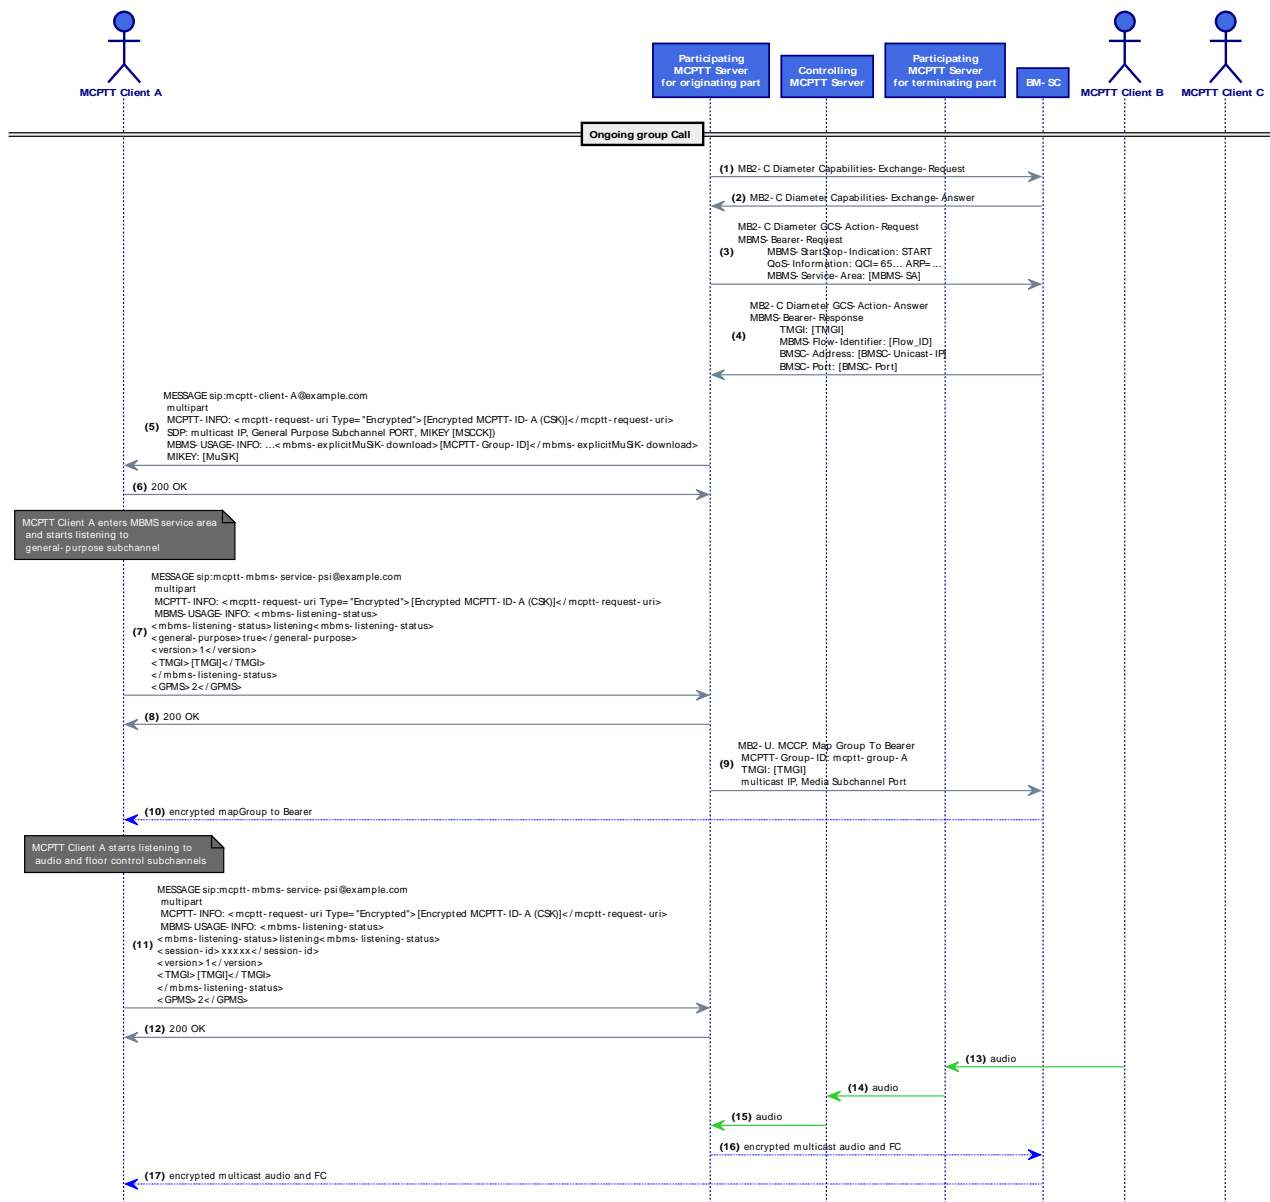 MCPTT Client A
Participating
MCPTT Server
for originating part
Controlling
MCPTT Server
Participating
MCPTT Server
for terminating part
BM-SC
MCPTT Client B
MCPTT Client C
Ongoing group Call
(1) MB2-C Diameter Capabilities-Exchange-Request
(2) MB2-C Diameter Capabilities-Exchange-Answer
MB2-C Diameter GCS-Action-Request
MBMS-Bearer-Request
(3) MBMS-StartStop-Indication: START
QoS-Information: QCI=65... ARP=...
MBMS-Service-Area: [MBMS-SA]
MB2-C Diameter GCS-Action-Answer
MBMS-Bearer-Response
TMGI: [TMGI]
(4) MBMS-Flow-Identifier: [Flow_ID]
BMSC-Address: [BMSC-Unicast-IP]
BMSC-Port: [BMSC-Port]
MESSAGE sip:mcptt-client-A@example.com
multipart
MCPTT-INFO: <mcptt-request-uri Type="Encrypted">[Encrypted MCPTT-ID-A (CSK)]</mcptt-request-uri>
(5) SDP: multicast IP, General Purpose Subchannel PORT, MIKEY [MSCCK])
MBMS-USAGE-INFO: ...<mbms-explicitMuSiK-download>[MCPTT-Group-ID]</mbms-explicitMuSiK-download>
MIKEY: [MuSiK]
(6) 200 OK
MCPTT Client A enters MBMS service area
and starts listening to
general-purpose subchannel
MESSAGE sip:mcptt-mbms-service-psi@example.com
multipart
MCPTT-INFO: <mcptt-request-uri Type="Encrypted">[Encrypted MCPTT-ID-A (CSK)]</mcptt-request-uri>
MBMS-USAGE-INFO: <mbms-listening-status>
<mbms-listening-status>listening<mbms-listening-status>
(7) <general-purpose>true</general-purpose>
<version>1</version>
<TMGI>[TMGI]</TMGI>
</mbms-listening-status>
<GPMS>2</GPMS>
(8) 200 OK
MB2-U. MCCP. Map Group To Bearer
MCPTT-Group-ID: mcptt-group-A
(9) TMGI: [TMGI]
multicast IP, Media Subchannel Port
(10) encrypted mapGroup to Bearer
MCPTT Client A starts listening to
audio and floor control subchannels
MESSAGE sip:mcptt-mbms-service-psi@example.com
multipart
MCPTT-INFO: <mcptt-request-uri Type="Encrypted">[Encrypted MCPTT-ID-A (CSK)]</mcptt-request-uri>
MBMS-USAGE-INFO: <mbms-listening-status>
<mbms-listening-status>listening<mbms-listening-status>
(11) <session-id>xxxxx</session-id>
<version>1</version>
<TMGI>[TMGI]</TMGI>
</mbms-listening-status>
<GPMS>2</GPMS>
(12) 200 OK
(13) audio
(14) audio
(15) audio
(16) encrypted multicast audio and FC
(17) encrypted multicast audio and FC